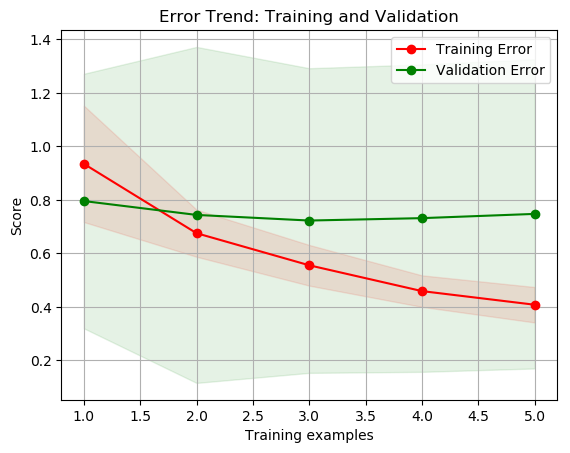 Error Trend: Training and Validation
1.4
1.2
1.0
0.8
0.6
0.4
0.2
Score
Training Error
Validation Error
1.0 1.5 2.0 2.5 3.0 3.5 4.0 4.5 5.0
Training examples